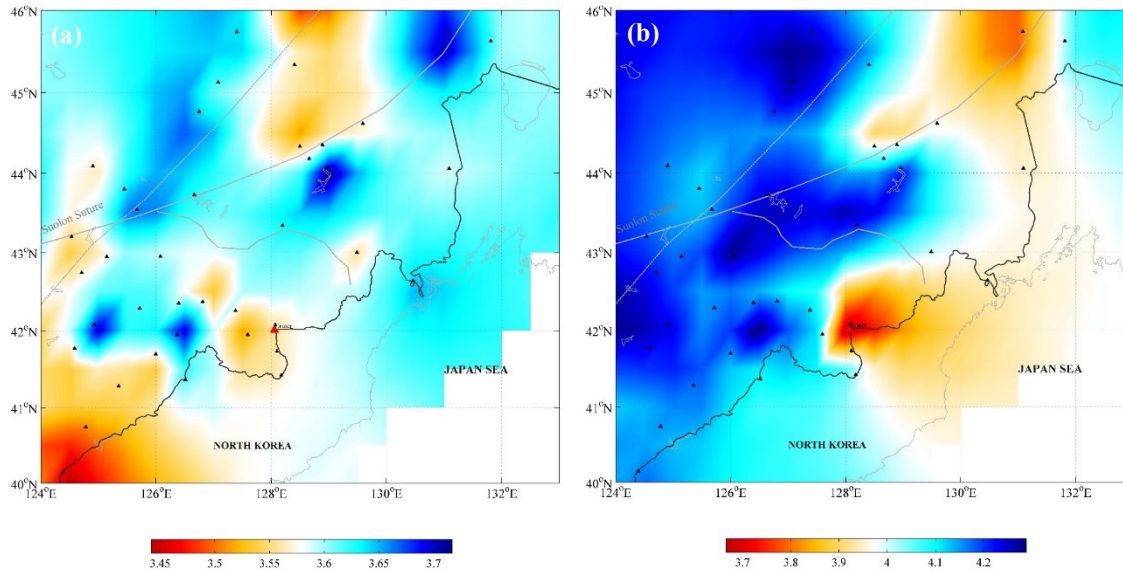 (a)
46°N
45°N
44°N
43°N
42°N
41°N
40°N
124°E
126°E
128°E
130°E
132°E
Suolon Suture
JAPAN SEA
NORTH KOREA
3.45
3.5
3.55
3.6
3.65
3.7
(b)
46°N
45°N
44°N
43°N
42°N
41°N
40°N
124°E
126°E
128°E
130°E
132°E
Suolon
JAPAN SEA
NORTH KOREA
3.7
3.8
3.9
4
4.1
4.2